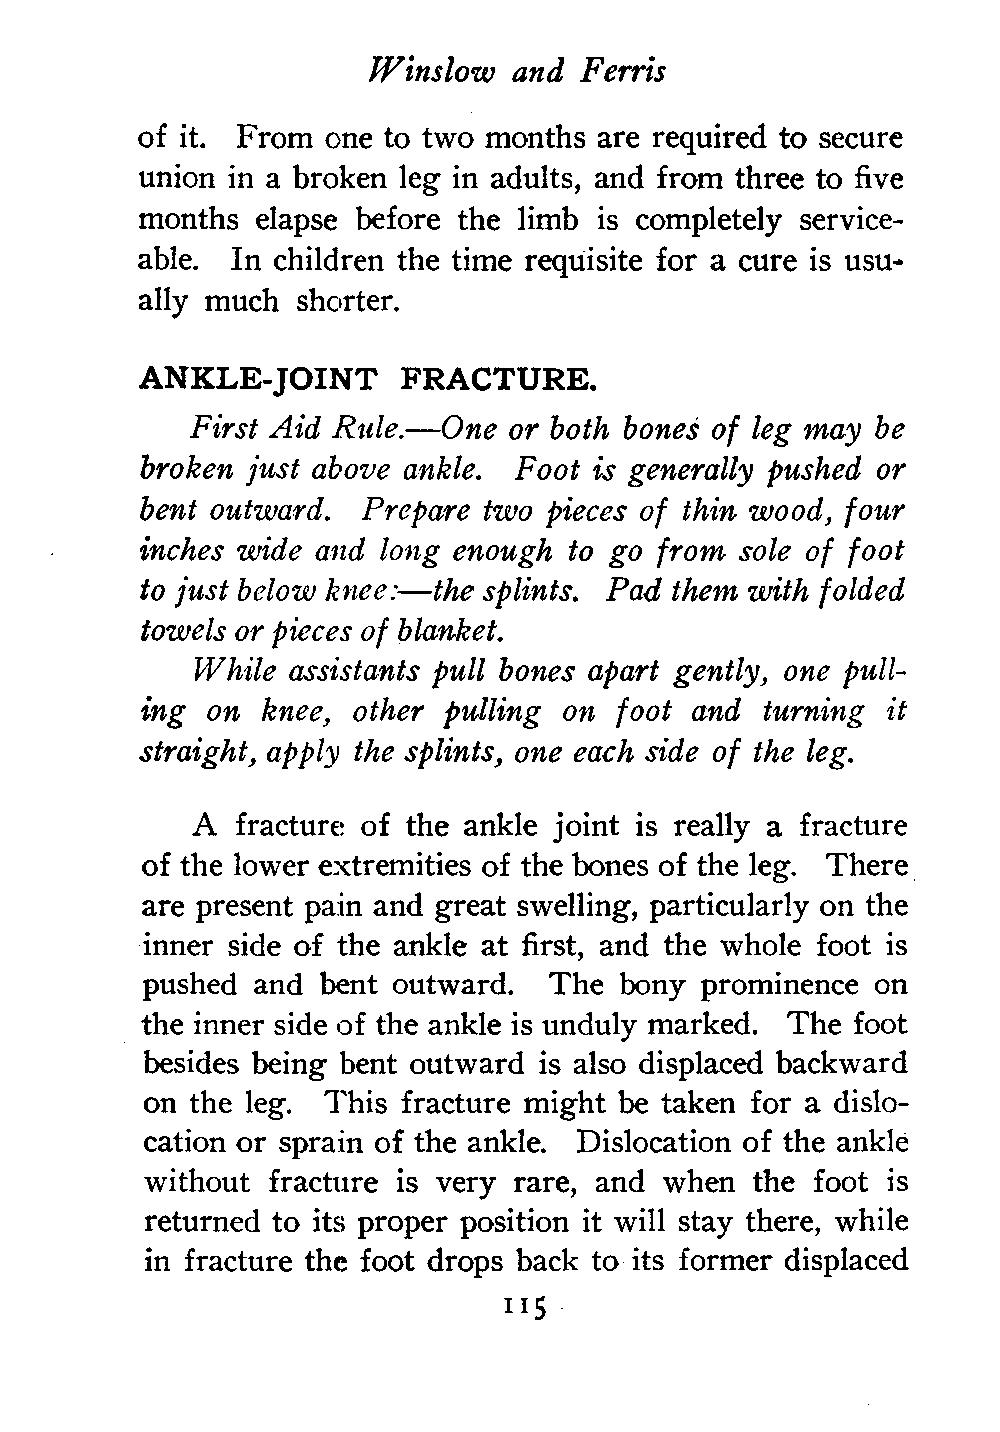 Winslow and Ferris
of it. From one to two months are required to secure
union in a broken leg in adults, and from three to five
months elapse before the limb is completely service-
able. In children the time requisite for a cure is usu-
ally much shorter.
ANKLE-JOINT FRACTURE.
First Aid Rule.—One or both bones of leg may be
broken just above ankle. Foot is generally pushed or
bent outward. Prepare two pieces of thin wood, four
inches wide and long enough to go from sole of foot
to just below knee:—the splints. Pad them with folded
towels or pieces of blanket.
While assistants pull bones apart gently, one pull-
ing on knee, other pulling on foot and turning it
straight, apply the splints, one each side of the leg.
A fracture of the ankle joint is really a fracture
of the lower extremities of the bones of the leg. There
are present pain and great swelling, particularly on the
inner side of the ankle at first, and the whole foot is
pushed and bent outward. The bony prominence on
the inner side of the ankle is unduly marked. The foot
besides being bent outward is also displaced backward
on the leg. This fracture might be taken for a dislo-
cation or sprain of the ankle. Dislocation of the ankle
without fracture is very rare, and when the foot is
returned to its proper position it will stay there, while
in fracture the foot drops back to its former displaced
115